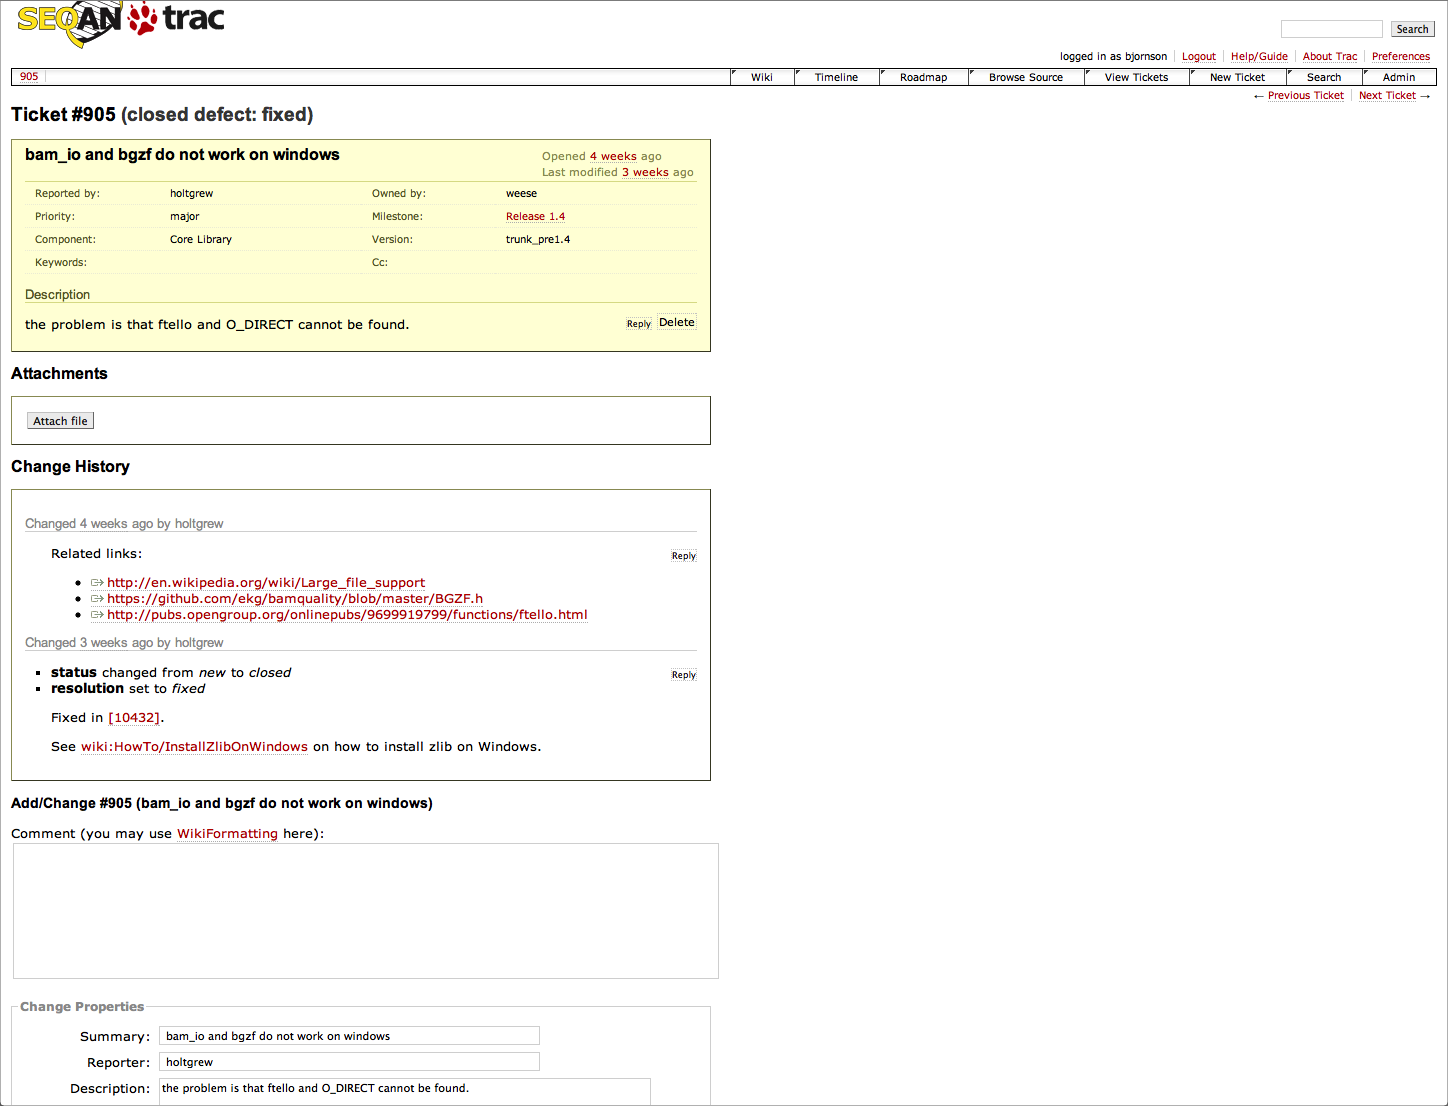 SEQAN trac
Search
logged in as bjornson Logout Help/Guide About Trac Preferences
905 Wiki Timeline Roadmap Browse Source View Tickets New Ticket Search Admin
← Previous Ticket Next Ticket →
Ticket #905 (closed defect: fixed)
bam_io and bgzf do not work on windows Opened 4 weeks ago
Last modified 3 weeks ago
Reported by: holtgrew Owned by: weese
Priority: major Milestone: Release 1.4
Component: Core Library Version: trunk_pre1.4
Keywords: Cc:
Description
the problem is that ftello and O_DIRECT cannot be found. Reply Delete
Attachments
Attach file
Change History
Changed 4 weeks ago by holtgrew
Related links: Reply
http://en.wikipedia.org/wiki/Large_file_support
https://github.com/ekg/bamquality/blob/master/BGZF.h
http://pubs.opengroup.org/onlinepubs/9699919799/functions/ftello.html
Changed 3 weeks ago by holtgrew
status changed from new to closed Reply
resolution set to fixed
Fixed in [10432].
See wiki:HowTo/InstallZlibOnWindows on how to install zlib on Windows.
Add/Change #905 (bam_io and bgzf do not work on windows)
Comment (you may use WikiFormatting here):
Change Properties
Summary: bam_io and bgzf do not work on windows
Reporter: holtgrew
Description: the problem is that ftello and O_DIRECT cannot be found.